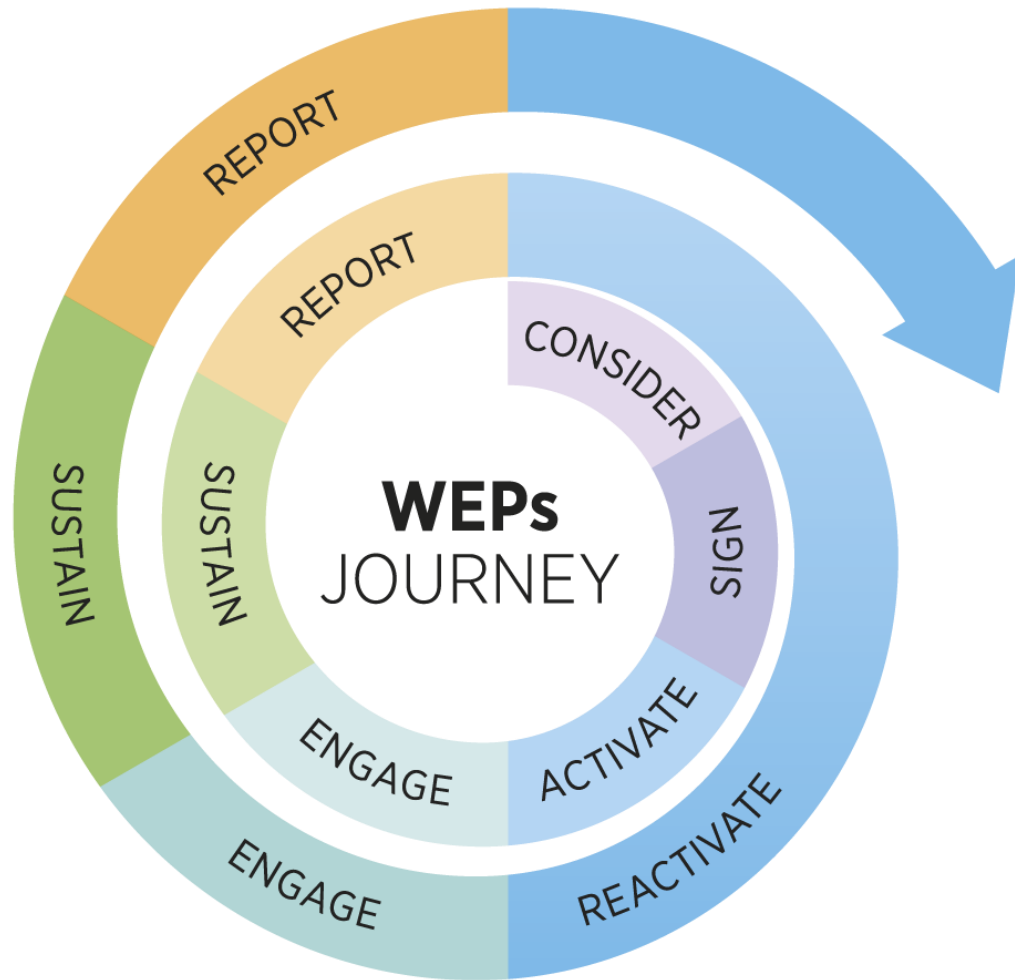 WEPs
JOURNEY
CONSIDER
SIGN
ACTIVATE
ENGAGE
SUSTAIN
REPORT
REACTIVATE
ENGAGE
SUSTAIN
REPORT